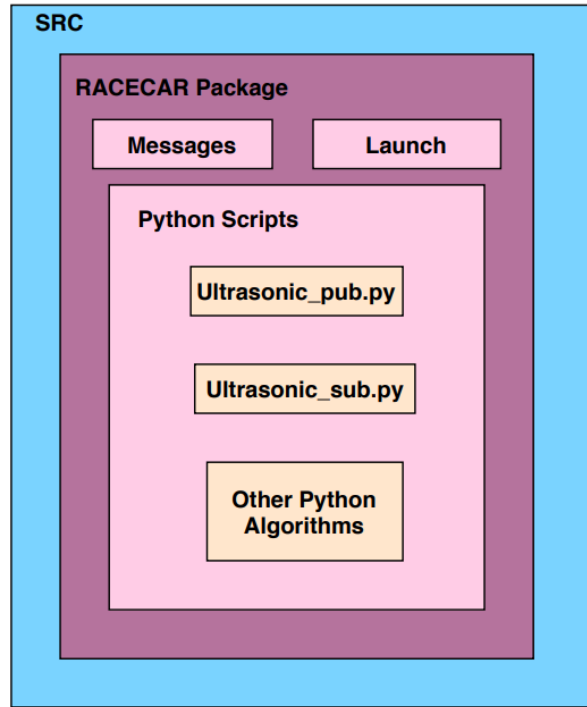 SRC
RACECAR Package
Messages
Launch
Python Scripts
Ultrasonic_pub.py
Ultrasonic_sub.py
Other Python
Algorithms